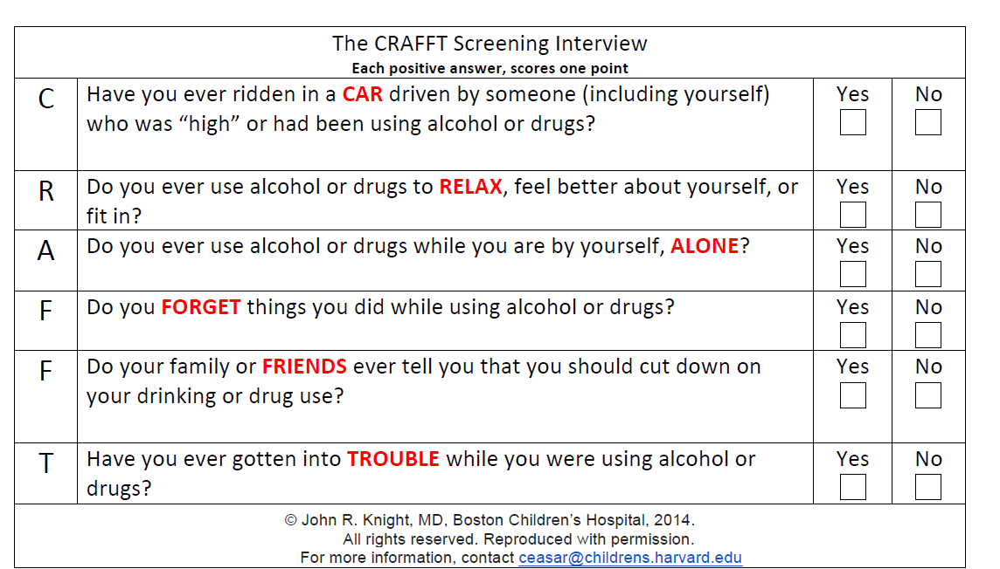 The CRAFFT Screening Interview
Each positive answer, scores one point
C
Have you ever ridden in a CAR driven by someone (including yourself)
who was “high” or had been using alcohol or drugs?
Yes
No
R
Do you ever use alcohol or drugs to RELAX, feel better about yourself, or
fit in?
Yes
No
A
Do you ever use alcohol or drugs while you are by yourself, ALONE?
Yes
No
F
Do you FORGET things you did while using alcohol or drugs?
Yes
No
F
Do your family or FRIENDS ever tell you that you should cut down on
your drinking or drug use?
Yes
No
T
Have you ever gotten into TROUBLE while you were using alcohol or
drugs?
Yes
No
© John R. Knight, MD, Boston Children’s Hospital, 2014.
All rights reserved. Reproduced with permission.
For more information, contact ceasar@childrens.harvard.edu